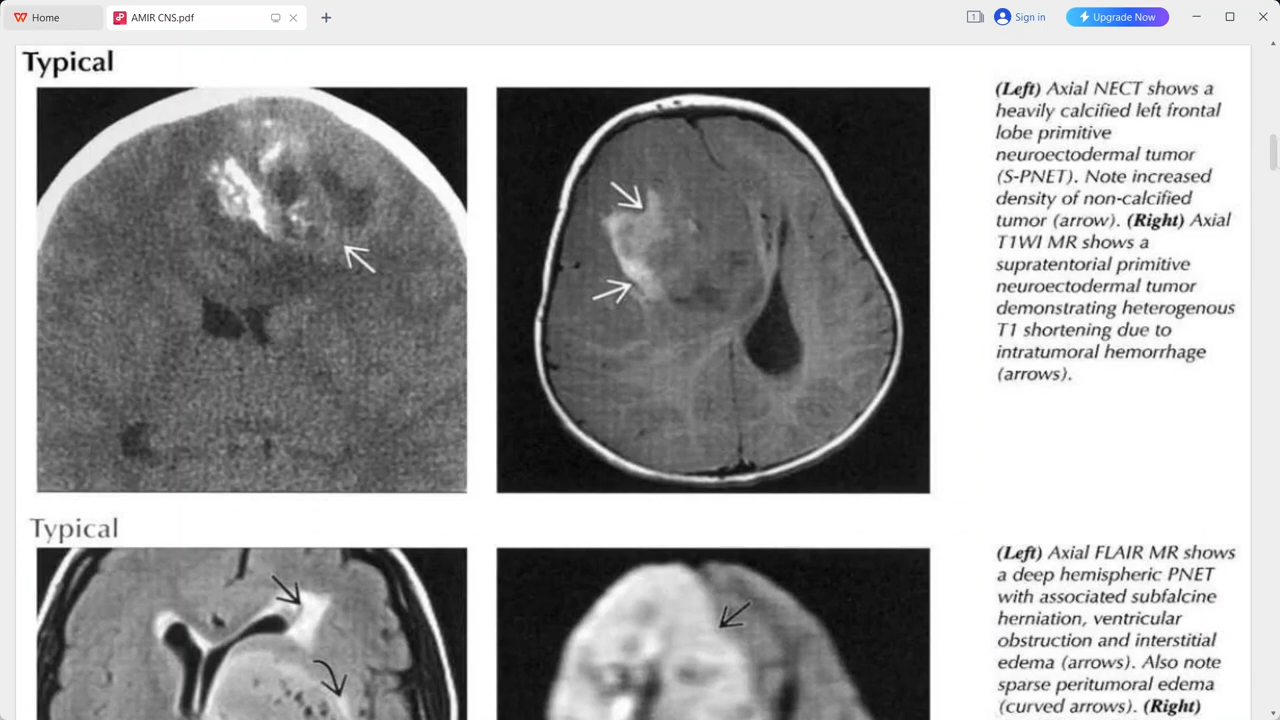 Home
AMIR CNS.pdf
1
Sign in
Upgrade Now
Typical
(Left) Axial NECT shows a
heavily calcified left frontal
lobe primitive
neuroectodermal tumor
(S-PNET). Note increased
density of non-calcified
tumor (arrow). (Right) Axial
T1WI MR shows a
supratentorial primitive
neuroectodermal tumor
demonstrating heterogenous
T1 shortening due to
intratumoral hemorrhage
(arrows).
Typical
(Left) Axial FLAIR MR shows
a deep hemispheric PNET
with associated subfalcine
herniation, ventricular
obstruction and interstitial
edema (arrows). Also note
sparse peritumoral edema
(curved arrows). (Right)